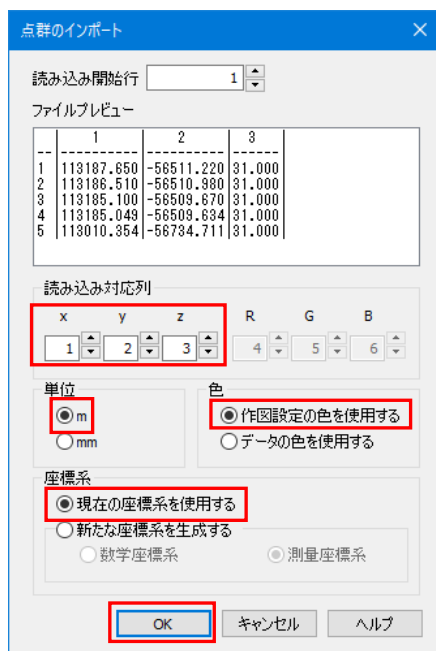 点群のインポート
読み込み開始行 1
ファイルプレビュー
1 2 3
1 113187.650 -56511.220 31.000
2 113186.510 -56510.980 31.000
3 113185.100 -56509.670 31.000
4 113185.049 -56509.634 31.000
5 113010.354 -56734.711 31.000
読み込み対応列
x y z R G B
1 2 3 4 5 6
単位 色
m 作図設定の色を使用する
mm データの色を使用する
座標系
現在の座標系を使用する
新たな座標系を生成する
数学座標系 測量座標系
OK キャンセル ヘルプ